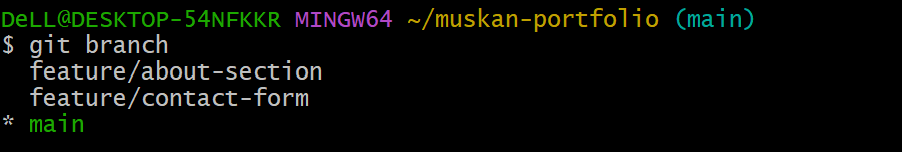 DeLL@DESKTOP-54NFKKR MINGW64 ~/muskan-portfolio (main)
$ git branch
  feature/about-section
  feature/contact-form
* main